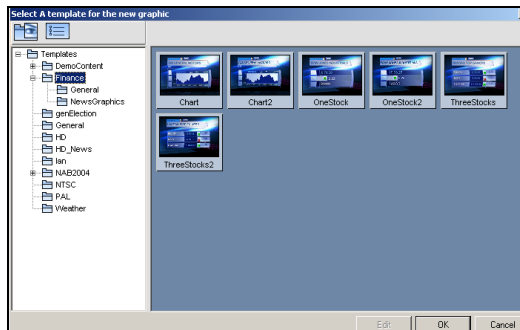 Select A template for the new graphic
Templates
DemoContent
Finance
General
NewsGraphics
genElection
General
HD
HD_News
Ian
NAB2004
NTSC
PAL
Weather
Chart
Chart2
OneStock
OneStock2
ThreeStocks
ThreeStocks2
Edit
OK
Cancel